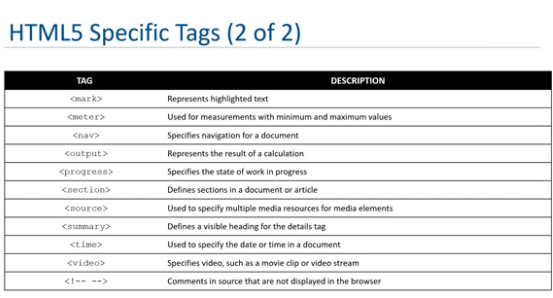 HTML5 Specific Tags (2 of 2)
TAG DESCRIPTION
<mark> Represents highlighted text
<meter> Used for measurements with minimum and maximum values
<nav> Specifies navigation for a document
<output> Represents the result of a calculation
<progress> Specifies the state of work in progress
<section> Defines sections in a document or article
<source> Used to specify multiple media resources for media elements
<summary> Defines a visible heading for the details tag
<time> Used to specify the date or time in a document
<video> Specifies video, such as a movie clip or video stream
<!-- --> Comments in source that are not displayed in the browser